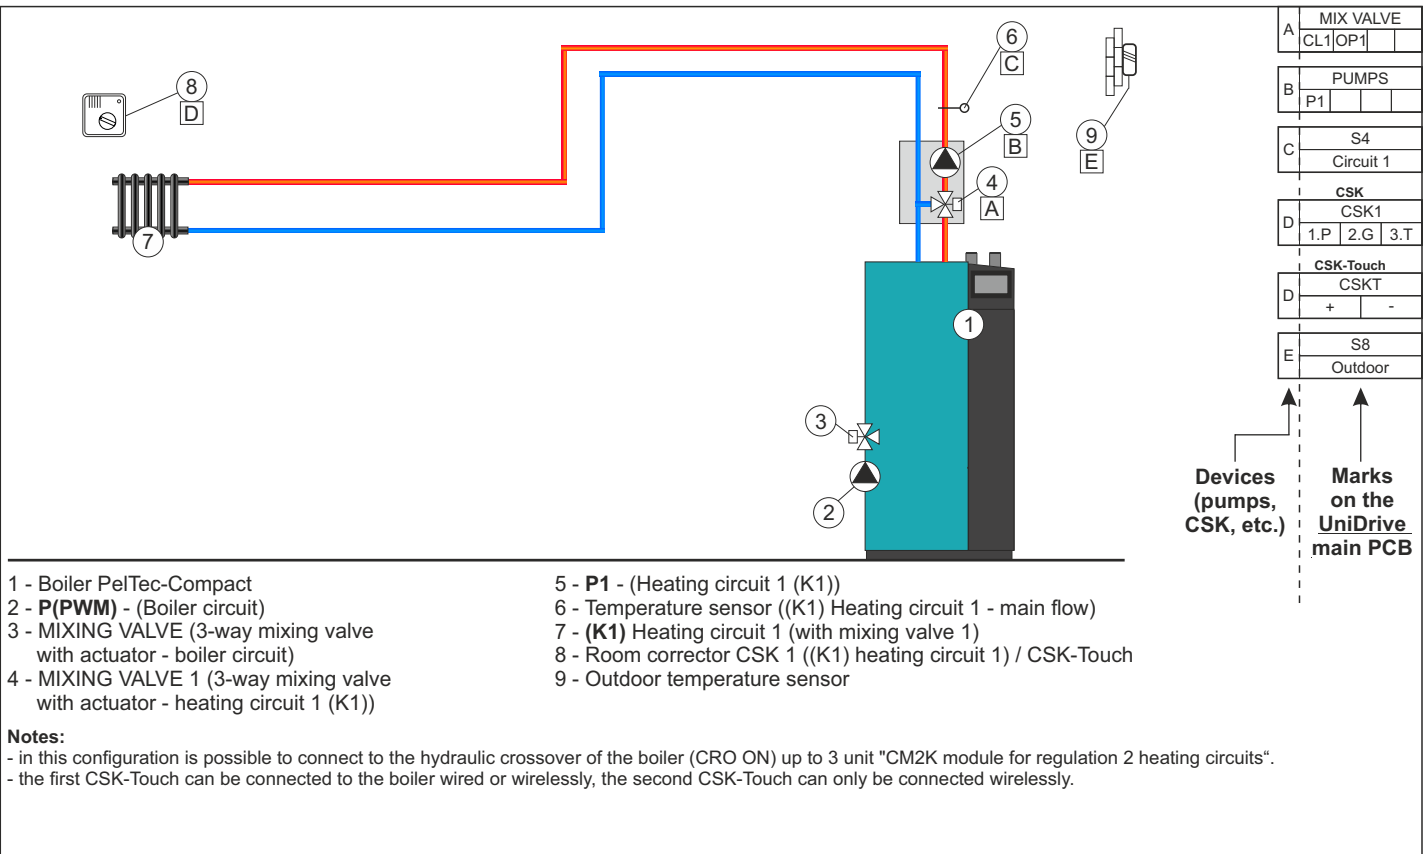 6
C
8
D
5
B
9
E
4
A
7
1
3
2
A
MIX VALVE
CL1 OP1
B
PUMPS
P1
C
S4
Circuit 1
CSK
D
CSK1
1.P 2.G 3.T
CSK-Touch
D
CSKT
+ -
E
S8
Outdoor
Devices
(pumps,
CSK, etc.)
Marks
on the
UniDrive
main PCB
1 - Boiler PelTec-Compact
2 - P(PWM) - (Boiler circuit)
3 - MIXING VALVE (3-way mixing valve
with actuator - boiler circuit)
4 - MIXING VALVE 1 (3-way mixing valve
with actuator - heating circuit 1 (K1))
5 - P1 - (Heating circuit 1 (K1))
6 - Temperature sensor ((K1) Heating circuit 1 - main flow)
7 - (K1) Heating circuit 1 (with mixing valve 1)
8 - Room corrector CSK 1 ((K1) heating circuit 1) / CSK-Touch
9 - Outdoor temperature sensor
Notes:
- in this configuration is possible to connect to the hydraulic crossover of the boiler (CRO ON) up to 3 unit "CM2K module for regulation 2 heating circuits“.
- the first CSK-Touch can be connected to the boiler wired or wirelessly, the second CSK-Touch can only be connected wirelessly.